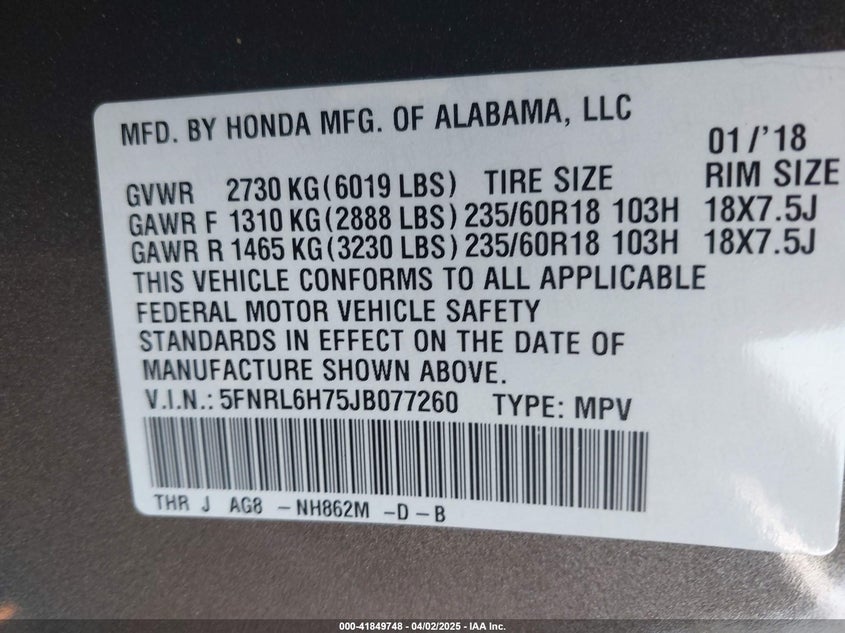 MFD. BY HONDA MFG. OF ALABAMA, LLC
01/'18
GVWR 2730 KG(6019 LBS) TIRE SIZE RIM SIZE
GAWR F 1310 KG(2888 LBS) 235/60R18 103H 18X7.5J
GAWR R 1465 KG(3230 LBS) 235/60R18 103H 18X7.5J
THIS VEHICLE CONFORMS TO ALL APPLICABLE
FEDERAL MOTOR VEHICLE SAFETY
STANDARDS IN EFFECT ON THE DATE OF
MANUFACTURE SHOWN ABOVE.
V.I.N.: 5FNRL6H75JB077260 TYPE: MPV
THR J AG8 -NH862M -D-B
000-41849748 - 04/02/2025 - IAA Inc.